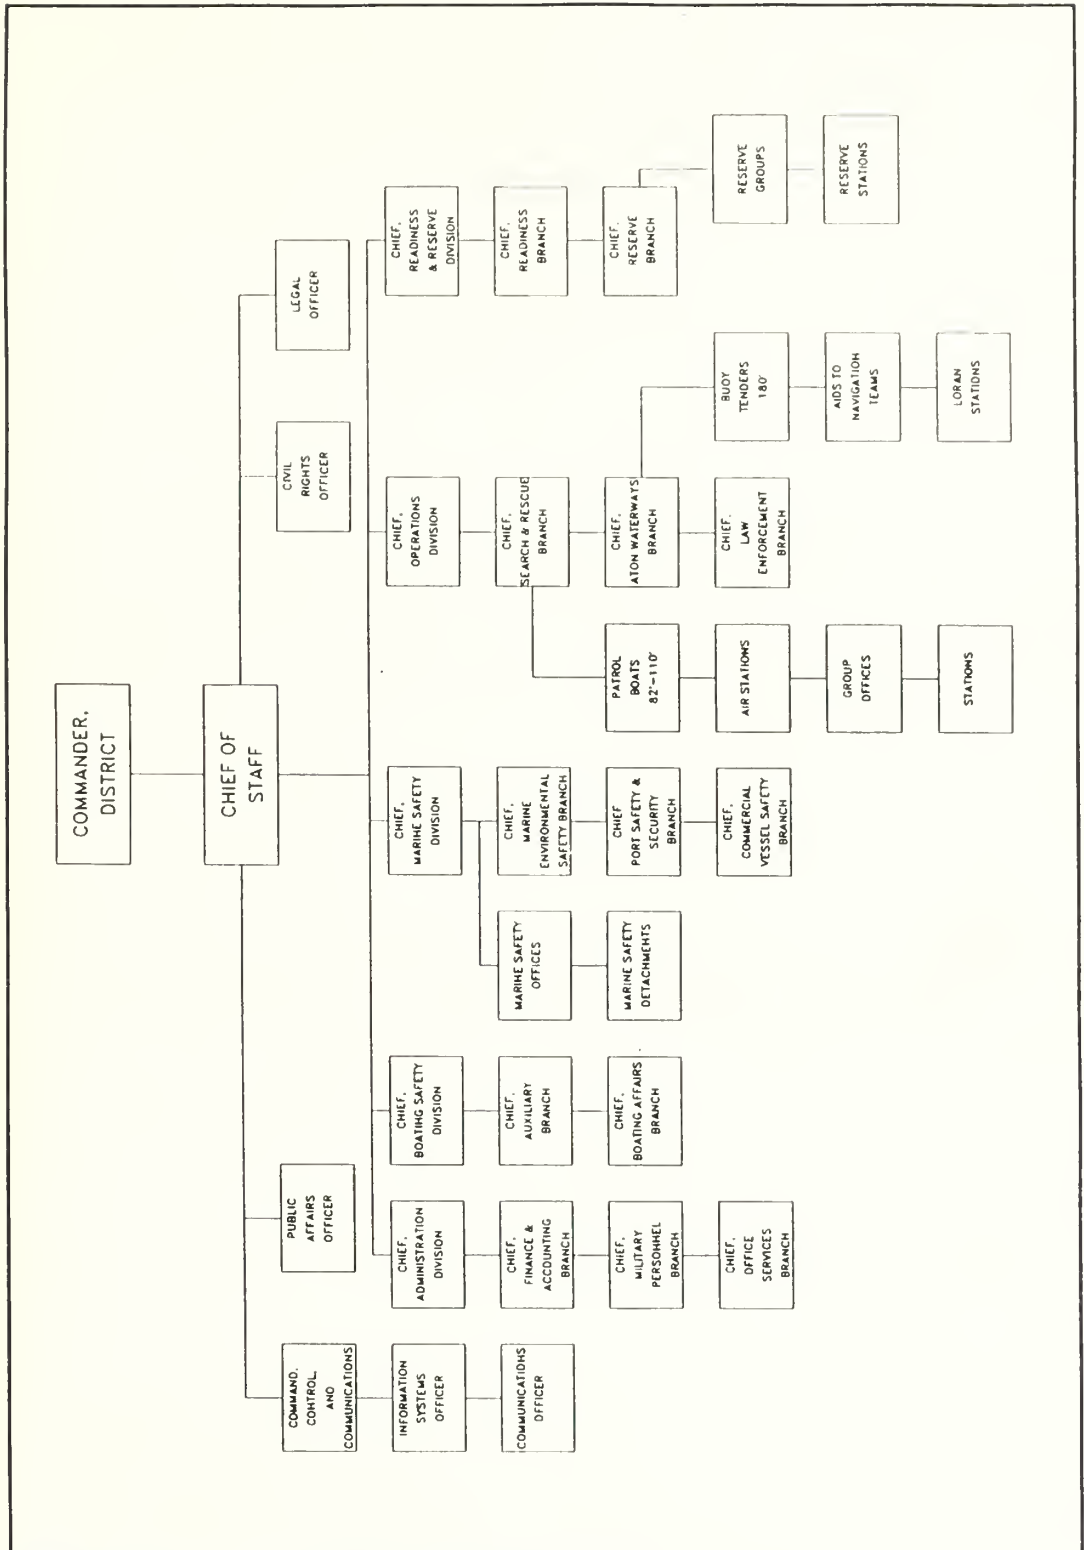 COMMANDER,
DISTRICT
CHIEF OF
STAFF
COMMAND,
CONTROL,
AND
COMMUNICATIONS
INFORMATION
SYSTEMS
OFFICER
COMMUNICATIONS
OFFICER
PUBLIC
AFFAIRS
OFFICER
CIVIL
RIGHTS
OFFICER
LEGAL
OFFICER
CHIEF,
ADMINISTRATION
DIVISION
CHIEF,
FINANCE &
ACCOUNTING
BRANCH
CHIEF,
MILITARY
PERSONNEL
BRANCH
CHIEF,
OFFICE
SERVICES
BRANCH
CHIEF,
BOATING SAFETY
DIVISION
CHIEF,
AUXILIARY
BRANCH
CHIEF,
BOATING AFFAIRS
BRANCH
CHIEF,
MARINE SAFETY
DIVISION
MARINE SAFETY
OFFICES
MARINE SAFETY
DETACHMENTS
CHIEF,
MARINE
ENVIRONMENTAL
SAFETY BRANCH
CHIEF
PORT SAFETY &
SECURITY
BRANCH
CHIEF,
COMMERCIAL
VESSEL SAFETY
BRANCH
CHIEF,
OPERATIONS
DIVISION
CHIEF,
SEARCH & RESCUE
BRANCH
PATROL
BOATS
82'-110'
AIR STATIONS
GROUP
OFFICES
STATIONS
CHIEF,
ATON WATERWAYS
BRANCH
CHIEF,
LAW
ENFORCEMENT
BRANCH
BUOY
TENDERS
180'
AIDS TO
NAVIGATION
TEAMS
LORAN
STATIONS
CHIEF,
READINESS
& RESERVE
DIVISION
CHIEF,
READINESS
BRANCH
CHIEF,
RESERVE
BRANCH
RESERVE
GROUPS
RESERVE
STATIONS